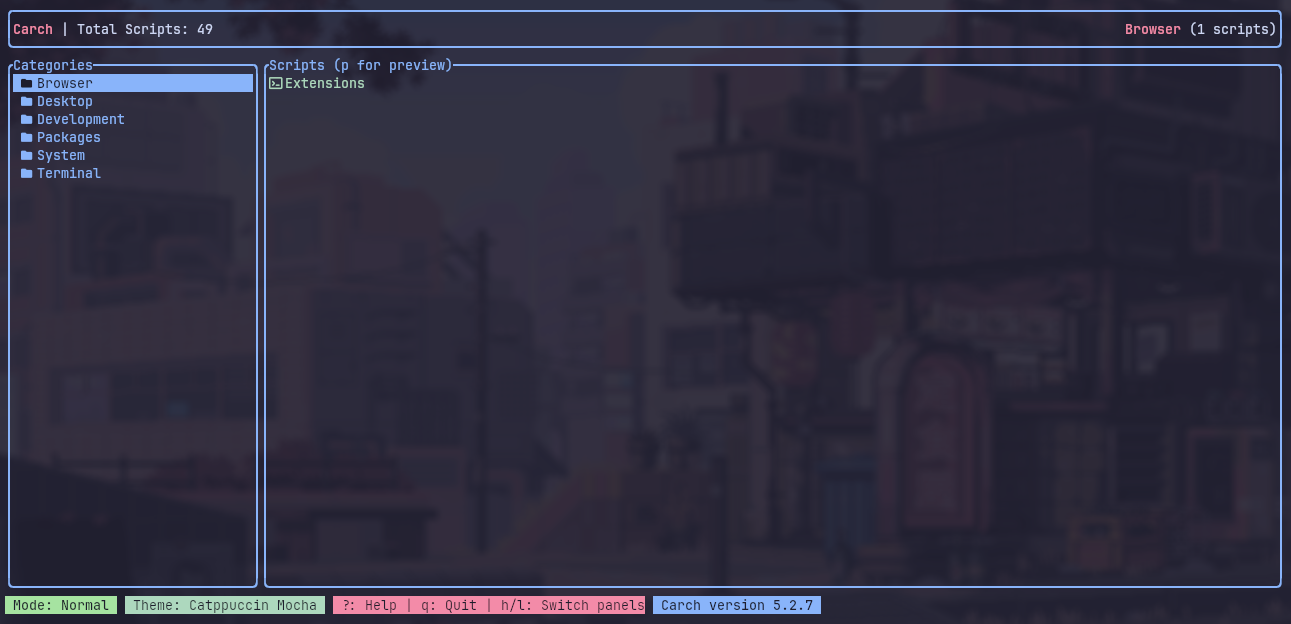 Carch | Total Scripts: 49
Browser (1 scripts)
Categories
Browser
Desktop
Development
Packages
System
Terminal
Scripts (p for preview)
Extensions
Mode: Normal
Theme: Catppuccin Mocha
?: Help | q: Quit | h/l: Switch panels
Carch version 5.2.7